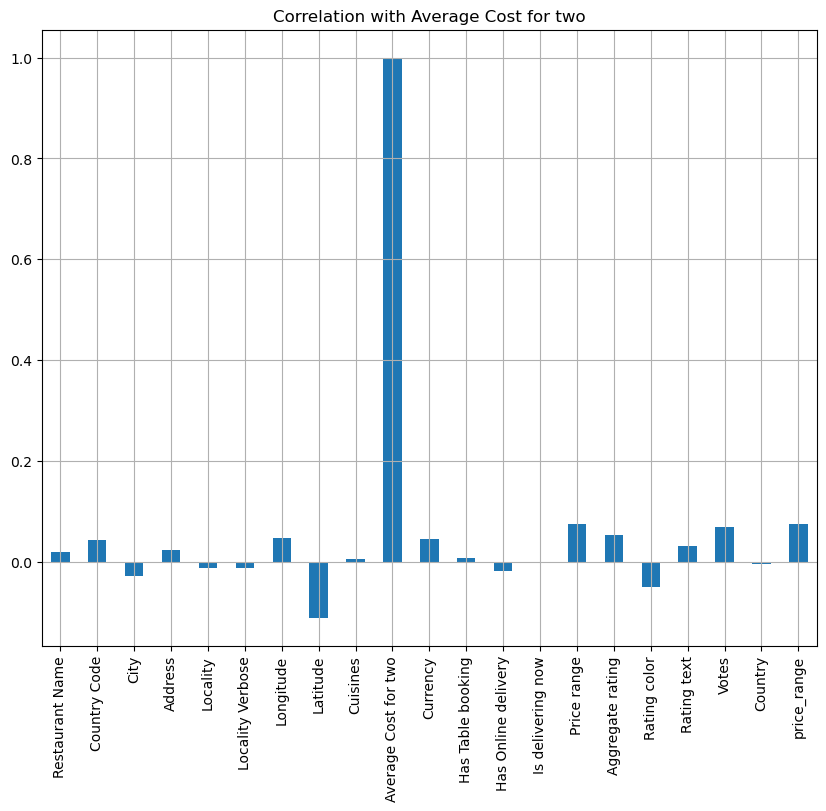 Correlation with Average Cost for two
1.0
0.8
0.6
0.4
0.2
0.0
Restaurant Name
Country Code
City
Address
Locality
Locality Verbose
Longitude
Latitude
Cuisines
Average Cost for two
Currency
Has Table booking
Has Online delivery
Is delivering now
Price range
Aggregate rating
Rating color
Rating text
Votes
Country
price_range